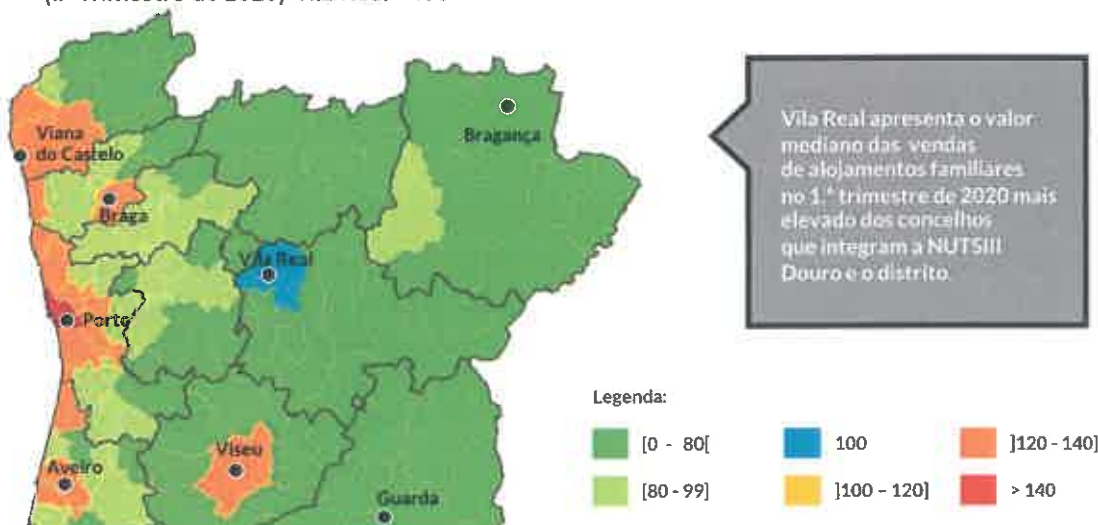 Viana
do Castelo
Bragança
Braga
Vila Real
Porto
Viseu
Aveiro
Guarda
Vila Real apresenta o valor
mediano das vendas
de alojamentos familiares
no 1.º trimestre de 2020 mais
elevado dos concelhos
que integram a NUTSIII
Douro e o distrito
Legenda:
[0 - 80[
100
]120 - 140]
[80 - 99]
]100 – 120]
> 140